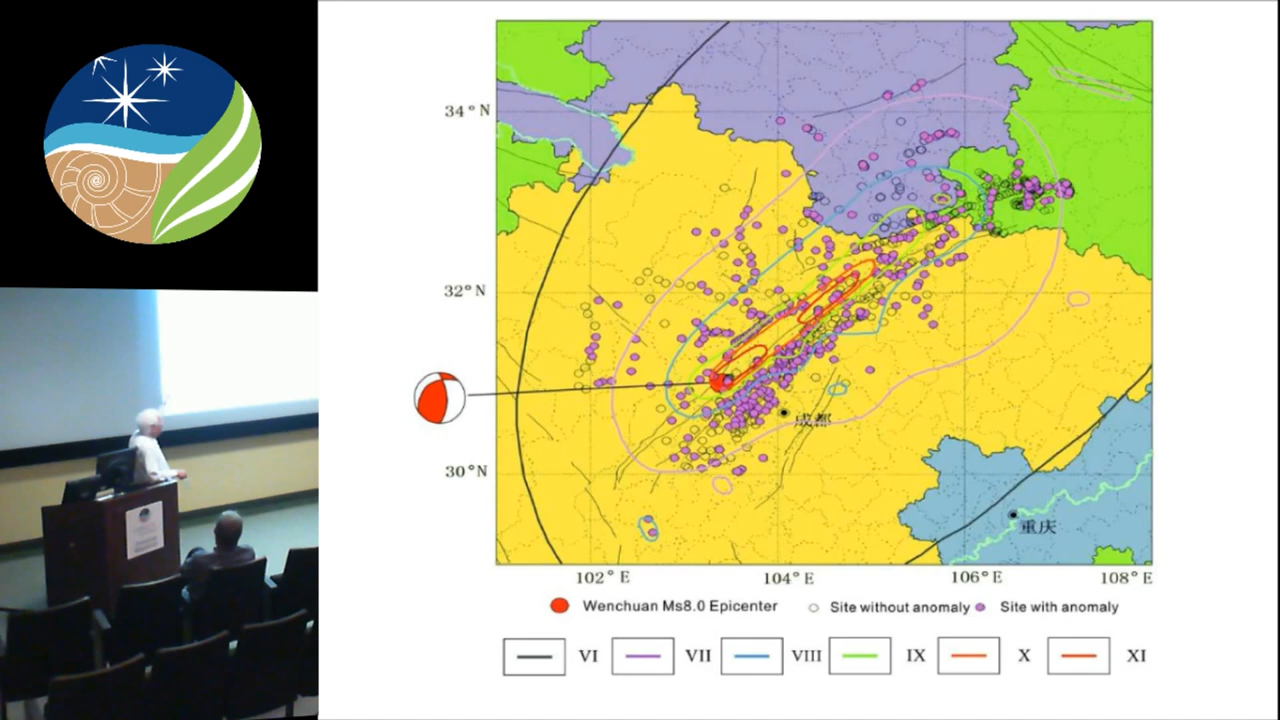 34° N
32° N
30° N
成都
重庆
102° E
104° E
106° E
108° E
Wenchuan Ms8.0 Epicenter
Site without anomaly
Site with anomaly
VI
VII
VIII
IX
X
XI